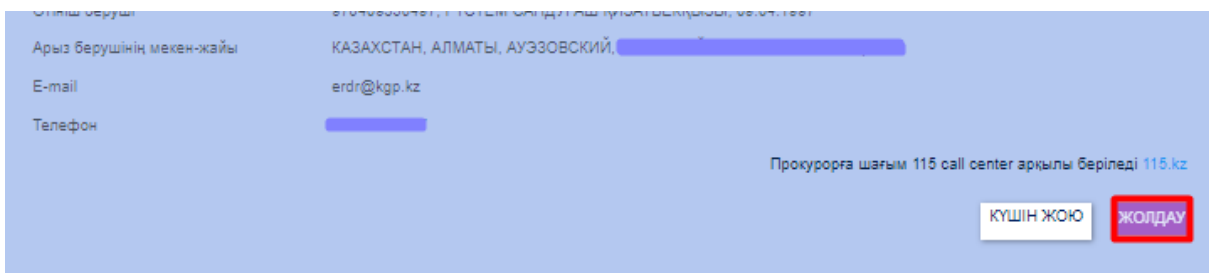 Арыз берушінің мекен-жайы КАЗАХСТАН, АЛМАТЫ, АУЭЗОВСКИЙ,
E-mail erdr@kgp.kz
Телефон
Прокурорға шағым 115 call center арқылы беріледі 115.kz
КҮШІН ЖОЮ ЖОЛДАУ